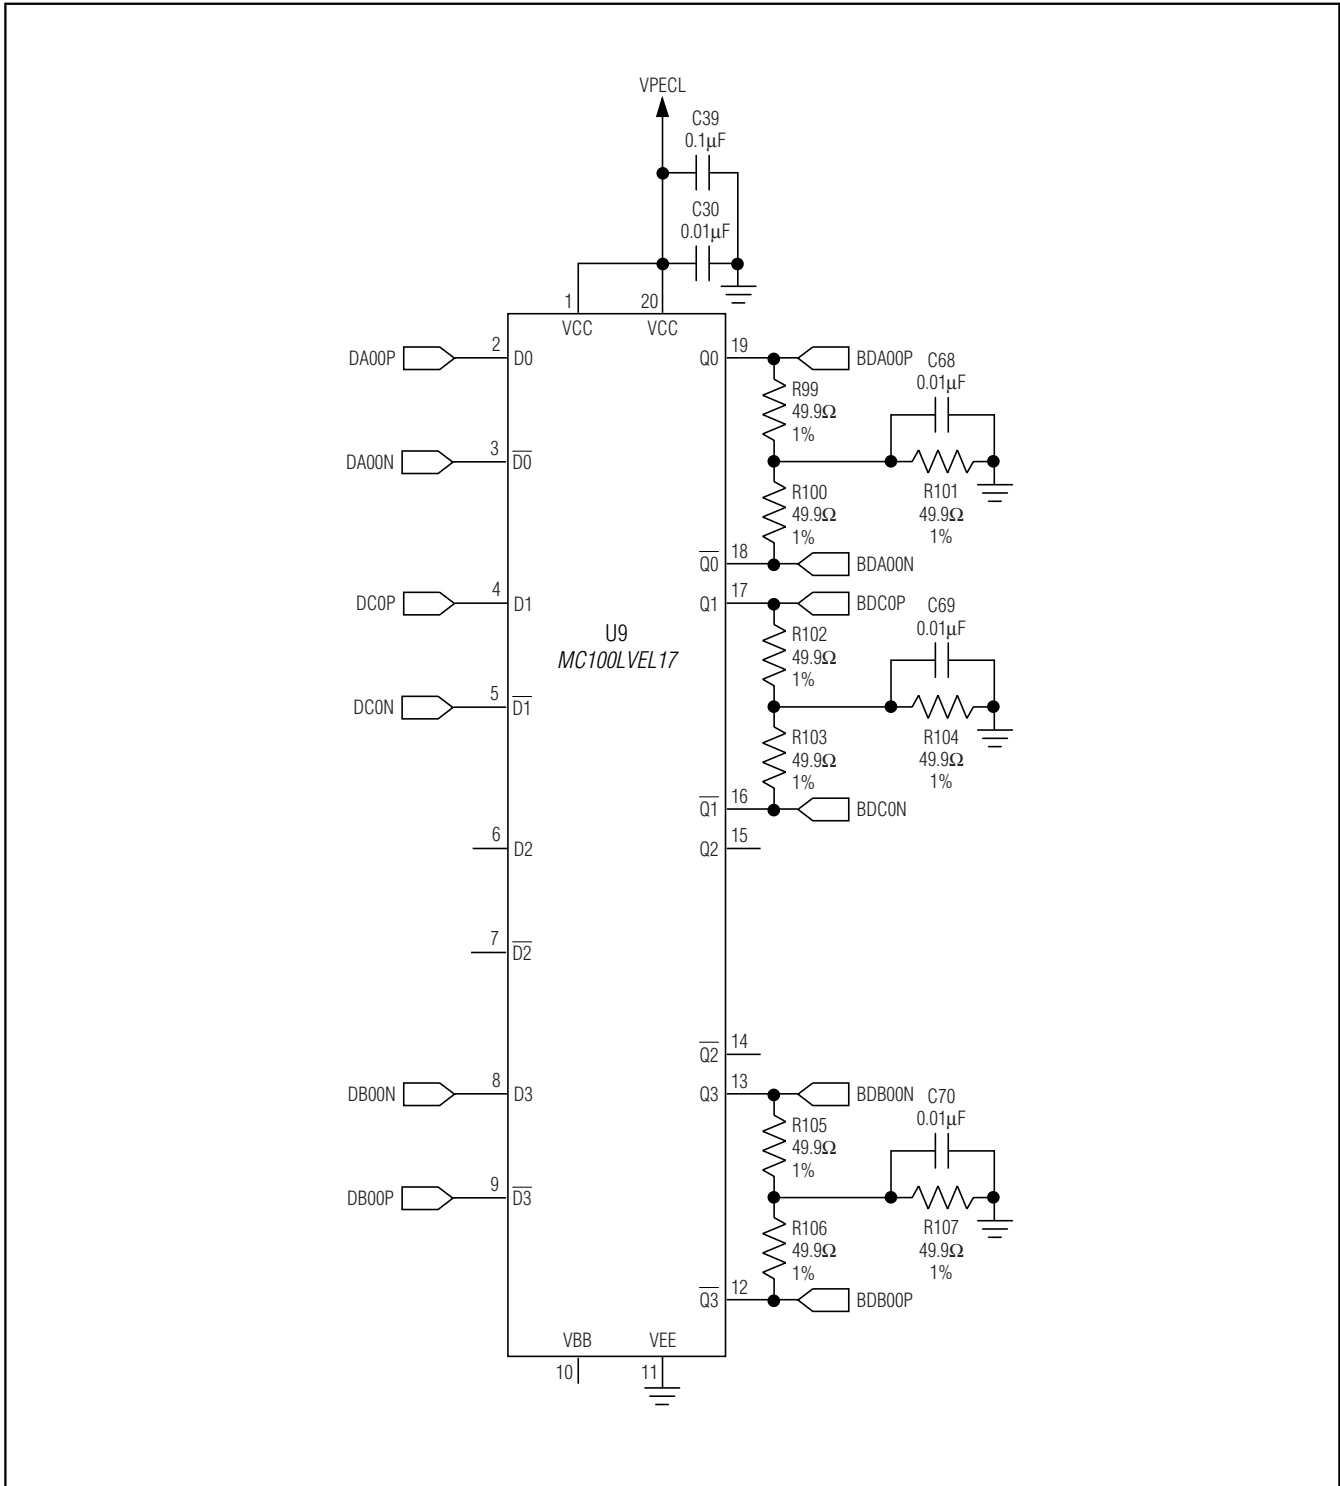 VPECL
C39
0.1μF
C30
0.01μF
1
20
VCC
VCC
DA00P
2
D0
Q0
19
BDA00P
C68
0.01μF
R99
49.9Ω
1%
DA00N
3
D0
R100
49.9Ω
1%
R101
49.9Ω
1%
Q0
18
BDA00N
DC0P
4
D1
Q1
17
BDC0P
C69
0.01μF
U9
MC100LVEL17
R102
49.9Ω
1%
DC0N
5
D1
R103
49.9Ω
1%
R104
49.9Ω
1%
Q1
16
BDC0N
6
D2
Q2
15
7
D2
Q2
14
DB00N
8
D3
Q3
13
BDB00N
C70
0.01μF
R105
49.9Ω
1%
DB00P
9
D3
R106
49.9Ω
1%
R107
49.9Ω
1%
Q3
12
BDB00P
VBB
VEE
10
11